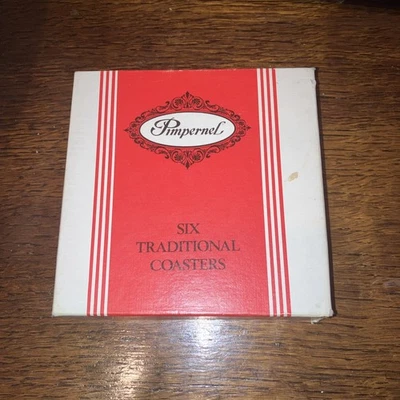 Pimpernel
SIX
TRADITIONAL
COASTERS